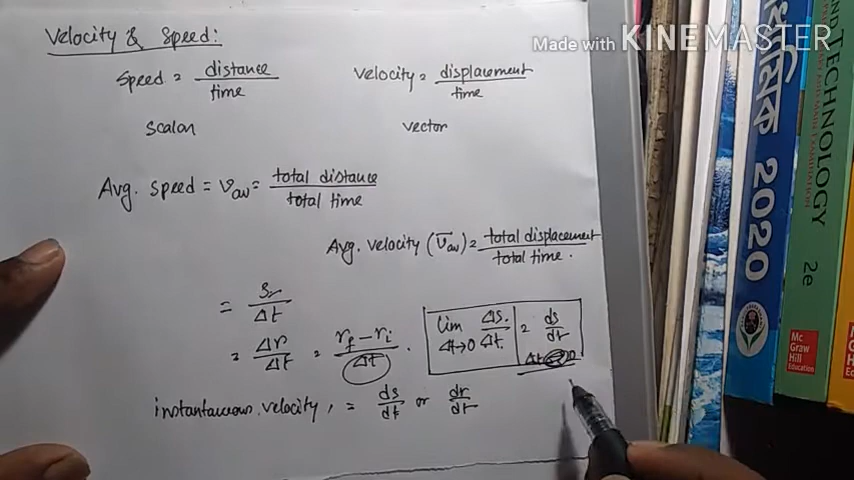 Velocity & Speed:
Made with KINEMASTER
Speed = distance / time
Velocity = displacement / time
Scalar
vector
Avg. speed = Vav = total distance / total time
Avg. velocity (Vav) = total displacement / total time.
= / Δt
= Δr / Δt = rf - ri / Δt .
lim Δt→0 Δs. / Δt. = ds / dt
instantaneous velocity, = ds / dt or dr / dt
2020
TECHNOLOGY
2e
Mc
Graw
Hill
Education